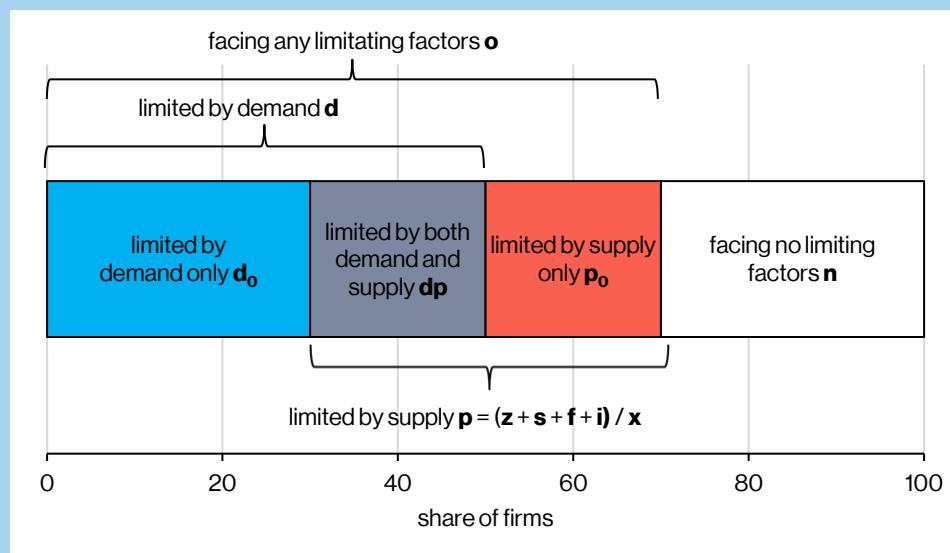 facing any limitating factors o
limited by demand d
limited by
demand only d₀
limited by both
demand and
supply dp
limited by supply
only p₀
facing no limiting
factors n
limited by supply p = (z + s + f + i) / x
0 20 40 60 80 100
share of firms